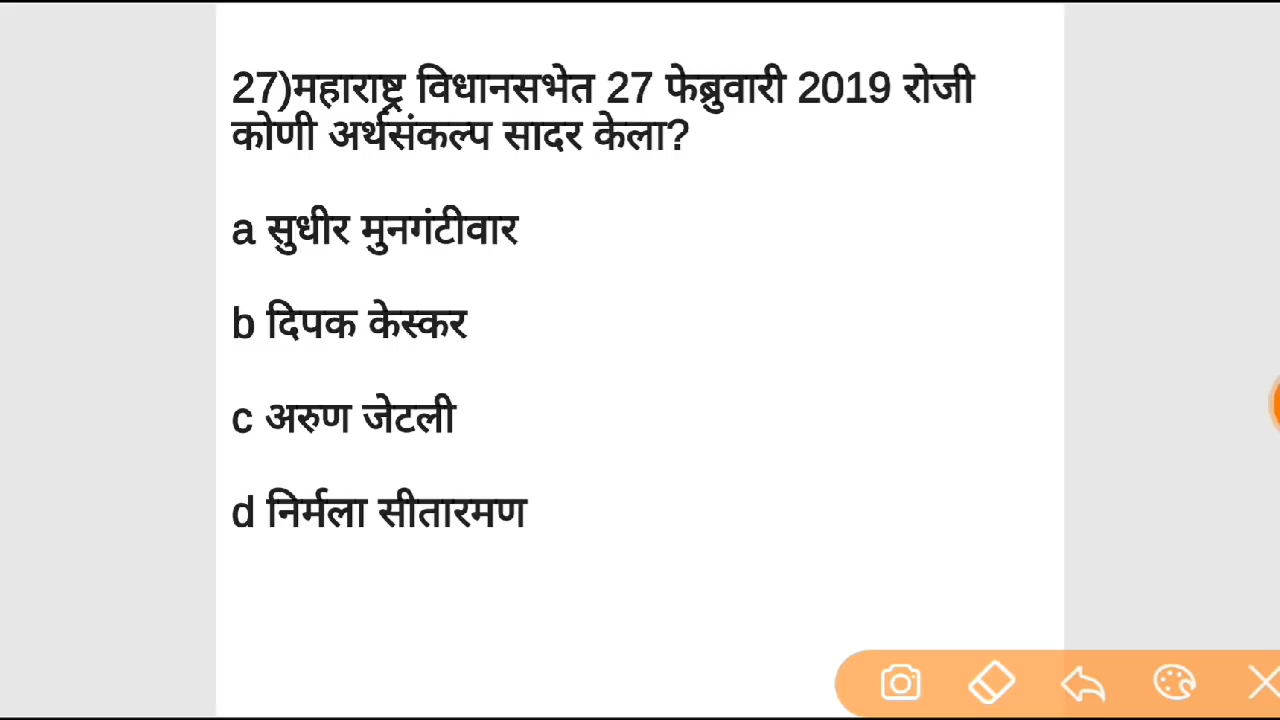 27)महाराष्ट्र विधानसभेत 27 फेब्रुवारी 2019 रोजी
कोणी अर्थसंकल्प सादर केला?
a सुधीर मुनगंटीवार
b दिपक केस्कर
c अरुण जेटली
d निर्मला सीतारमण